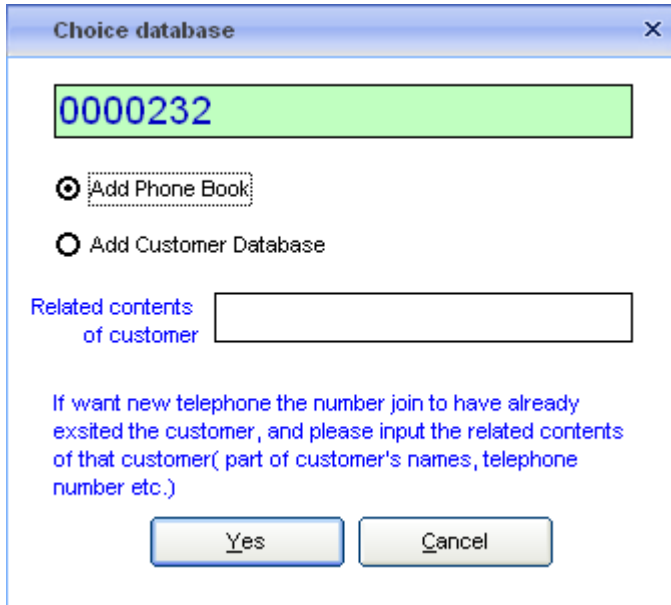 Choice database
0000232
Add Phone Book
Add Customer Database
Related contents
of customer
If want new telephone the number join to have already
exsited the customer, and please input the related contents
of that customer( part of customer's names, telephone
number etc.)
Yes Cancel